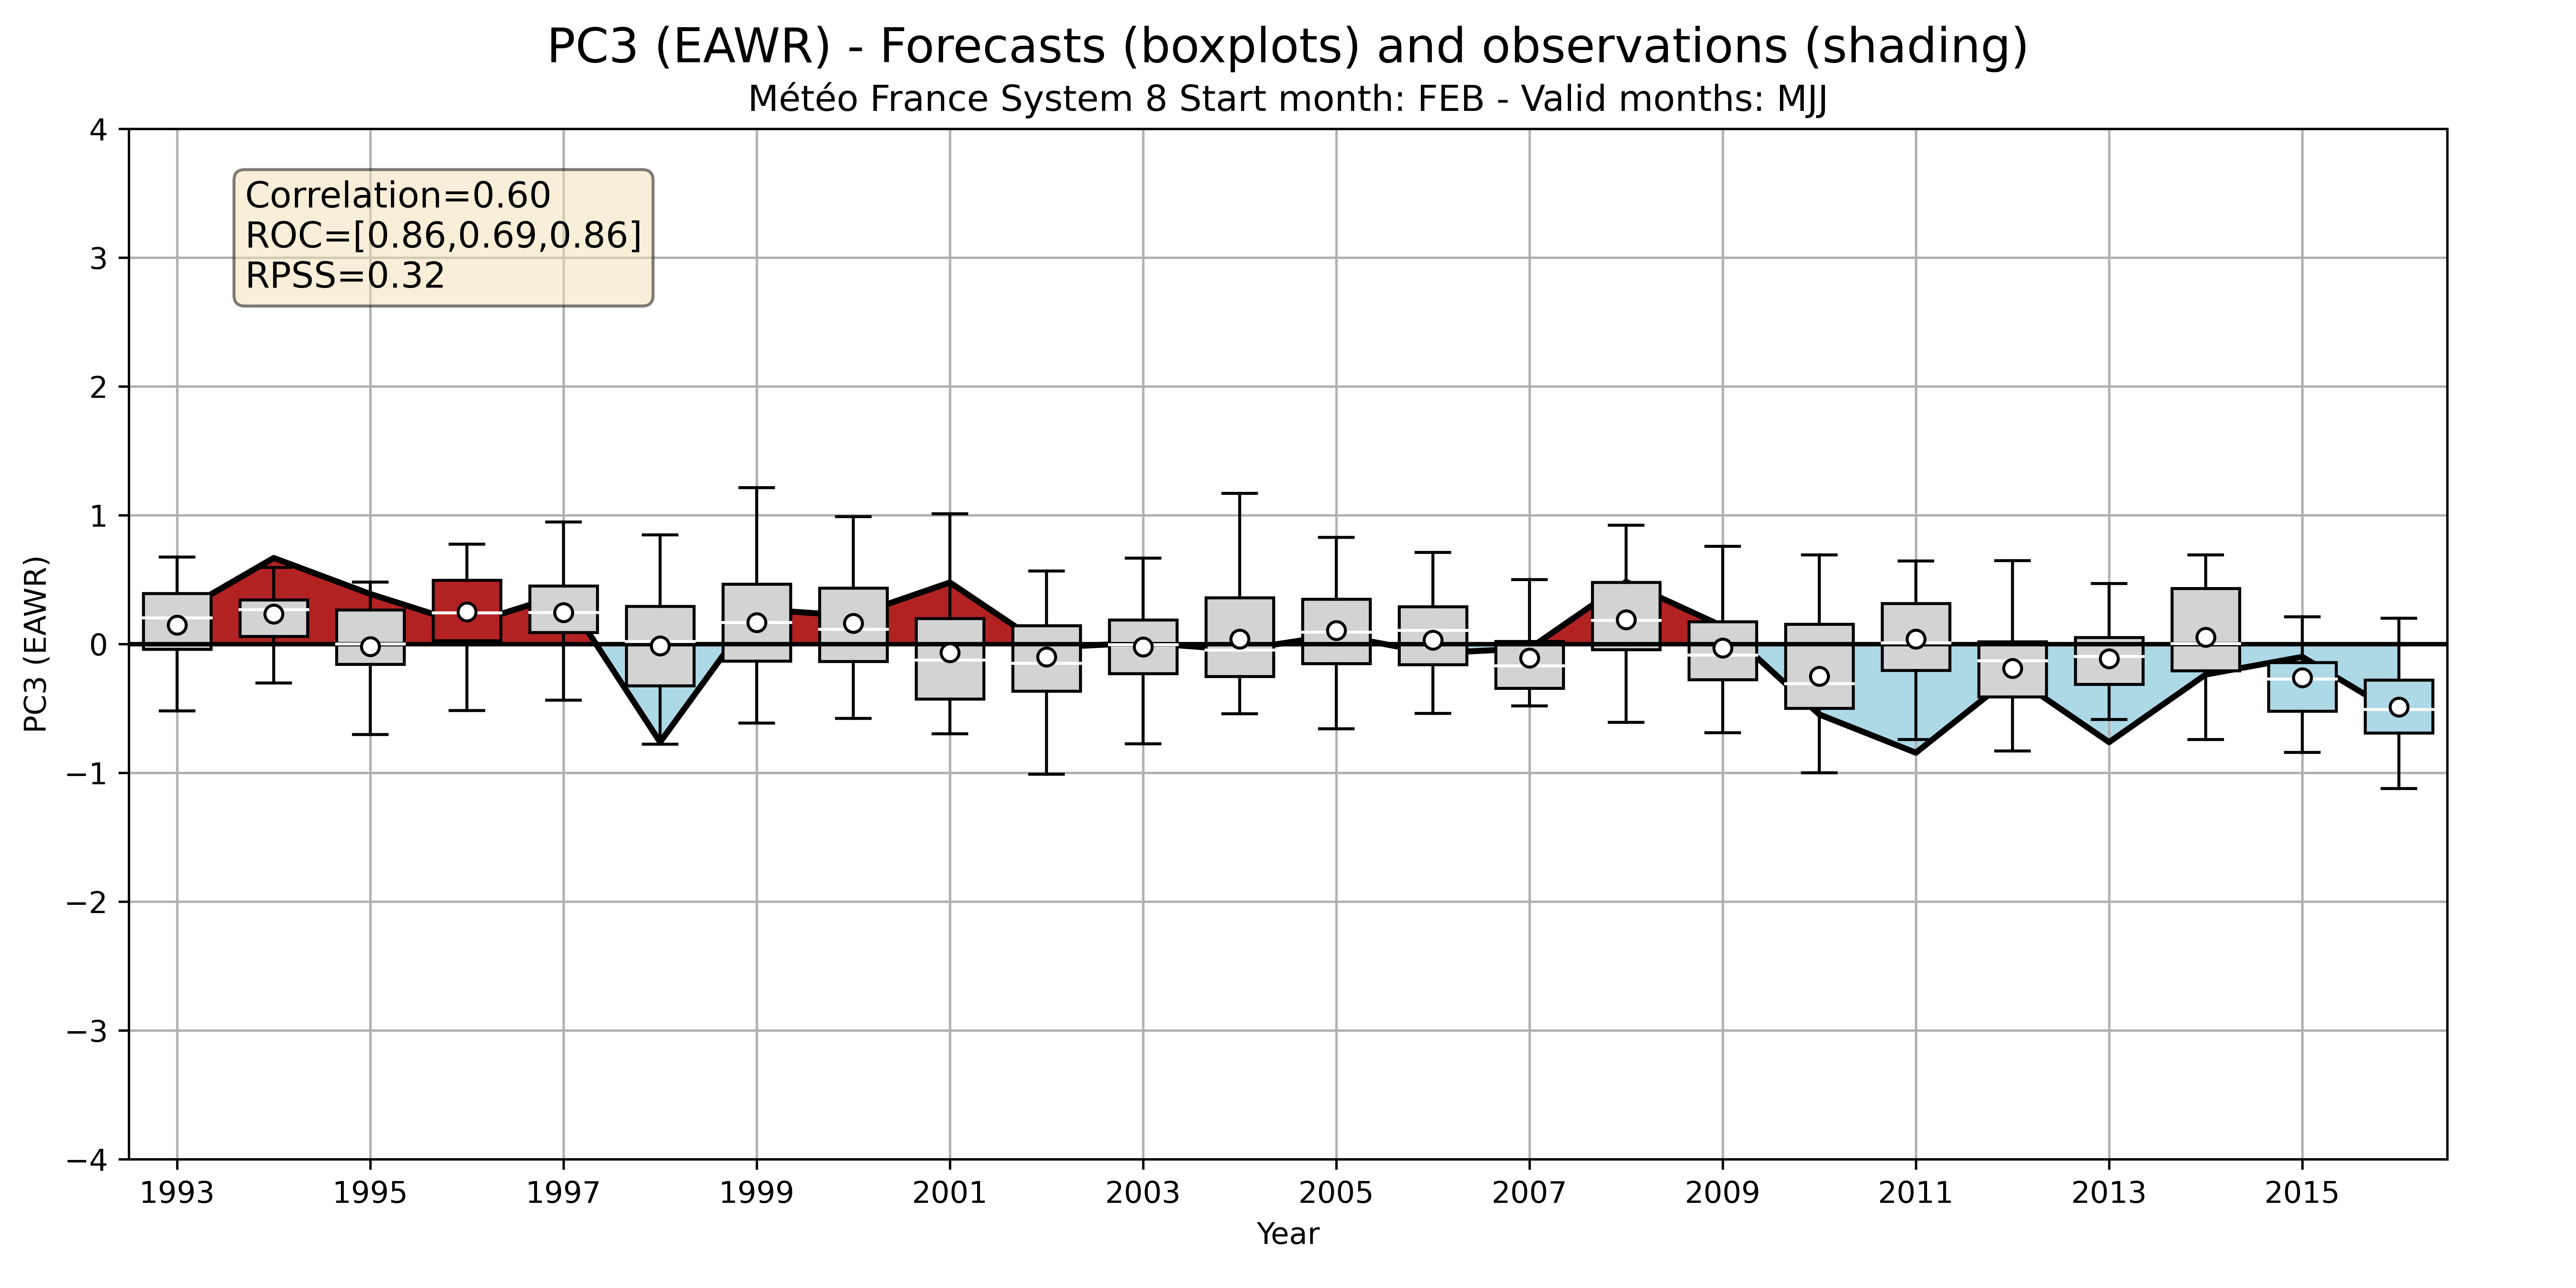 PC3 (EAWR) - Forecasts (boxplots) and observations (shading)
Météo France System 8 Start month: FEB - Valid months: MJJ
Correlation=0.60
ROC=[0.86,0.69,0.86]
RPSS=0.32
PC3 (EAWR)
4
3
2
1
0
−1
−2
−3
−4
1993 1995 1997 1999 2001 2003 2005 2007 2009 2011 2013 2015
Year